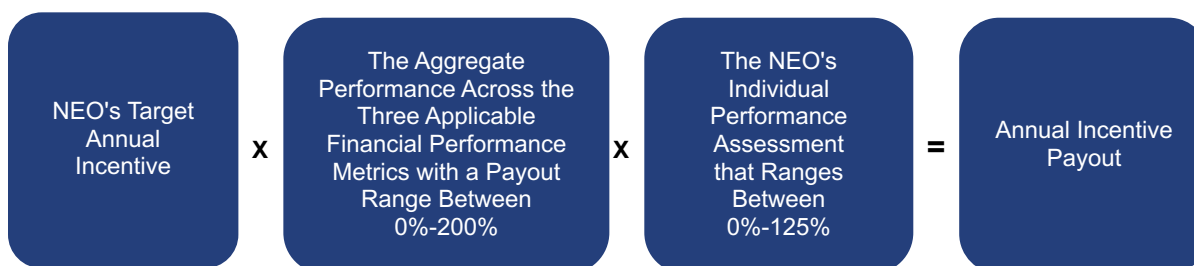 NEO's Target
Annual
Incentive
x
The Aggregate
Performance Across the
Three Applicable
Financial Performance
Metrics with a Payout
Range Between
0%-200%
x
The NEO's
Individual
Performance
Assessment
that Ranges
Between
0%-125%
=
Annual Incentive
Payout